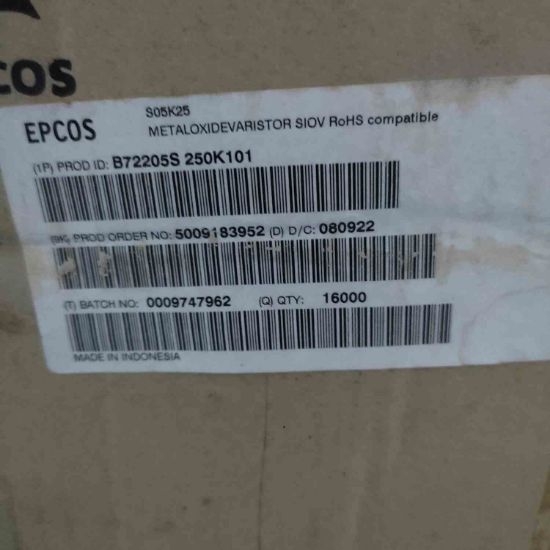 COS
S05K25
EPCOS METALOXIDEVARISTOR SIOV RoHS compatible
(1P) PROD ID: B72205S 250K101
(9K) PROD ORDER NO: 5009183952 (D) D/C: 080922
(T) BATCH NO: 0009747962 (Q) QTY: 16000
MADE IN INDONESIA